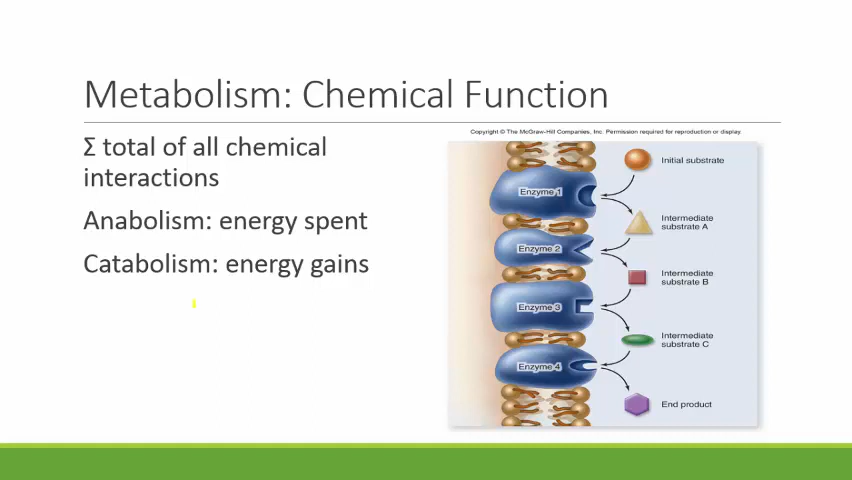 Metabolism: Chemical Function
Σ total of all chemical
interactions
Anabolism: energy spent
Catabolism: energy gains
Copyright © The McGraw-Hill Companies, Inc. Permission required for reproduction or display.
Initial substrate
Enzyme 1
Intermediate
substrate A
Enzyme 2
Intermediate
substrate B
Enzyme 3
Intermediate
substrate C
Enzyme 4
End product